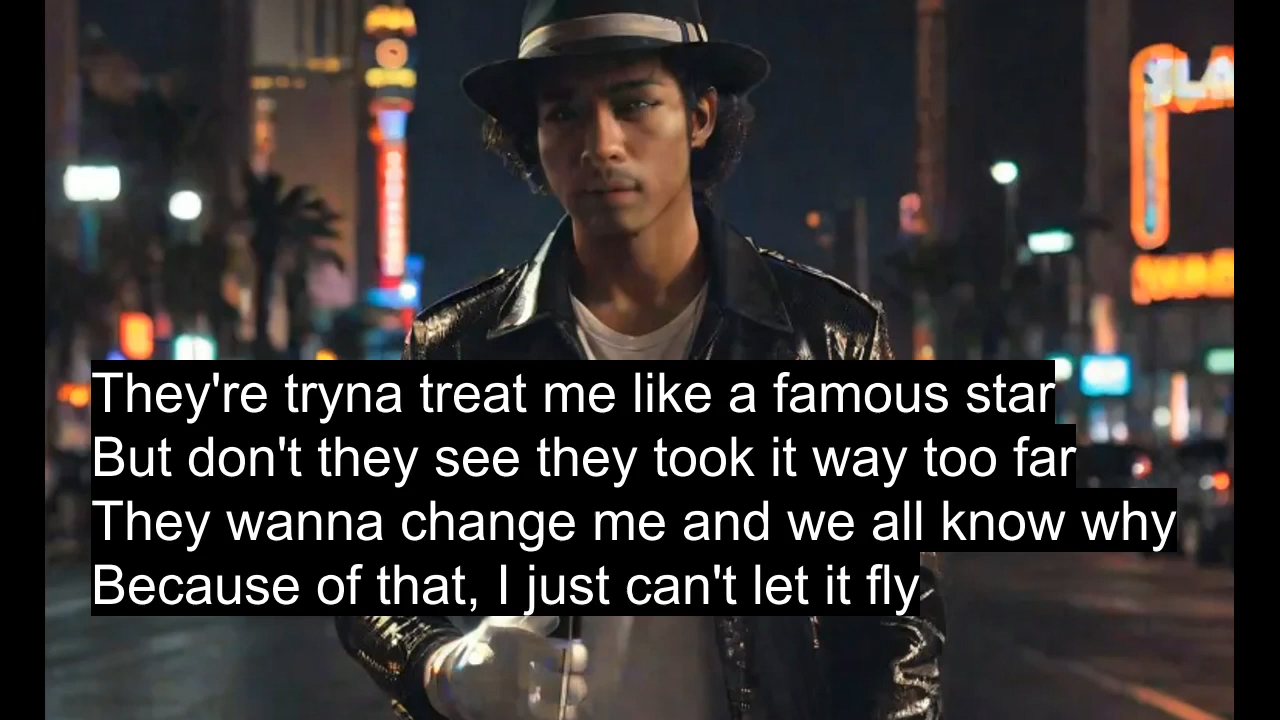 They're tryna treat me like a famous star
But don't they see they took it way too far
They wanna change me and we all know why
Because of that, I just can't let it fly